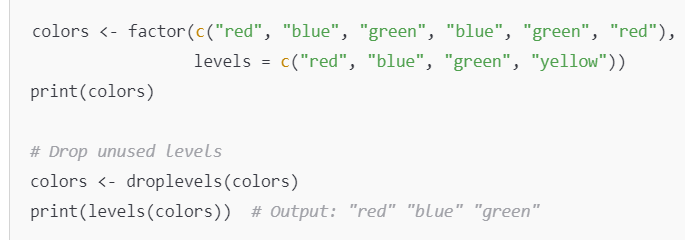 colors <- factor(c("red", "blue", "green", "blue", "green", "red"),
levels = c("red", "blue", "green", "yellow"))
print(colors)
# Drop unused levels
colors <- droplevels(colors)
print(levels(colors))  # Output: "red" "blue" "green"